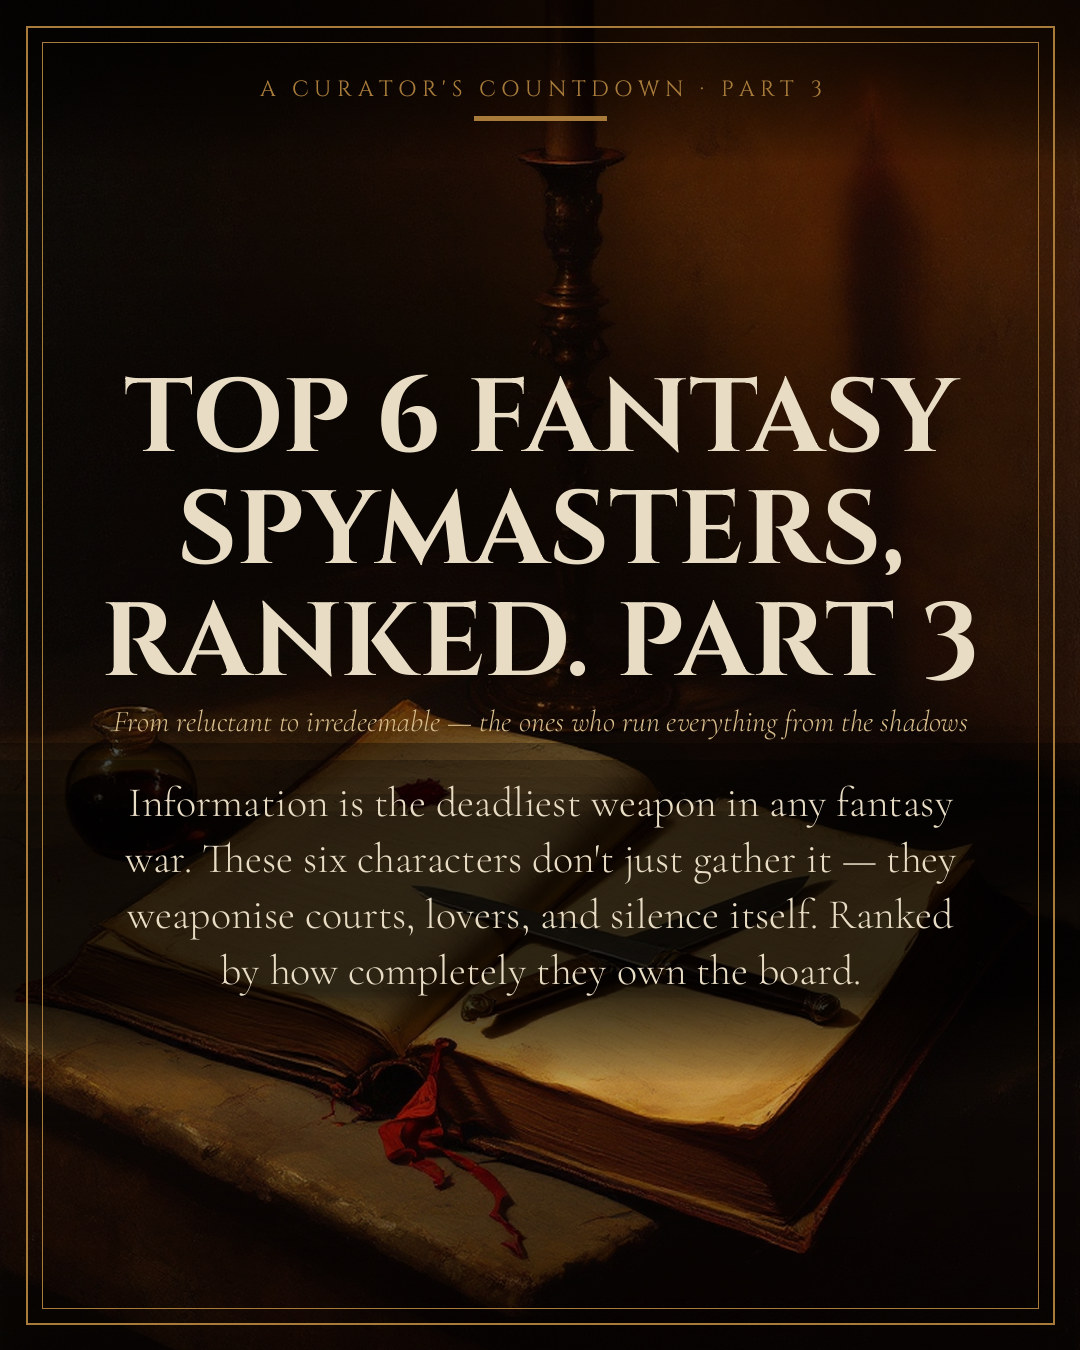 A CURATOR'S COUNTDOWN · PART 3
TOP 6 FANTASY
SPYMASTERS,
RANKED. PART 3
From reluctant to irredeemable — the ones who run everything from the shadows
Information is the deadliest weapon in any fantasy
war. These six characters don't just gather it — they
weaponise courts, lovers, and silence itself. Ranked
by how completely they own the board.